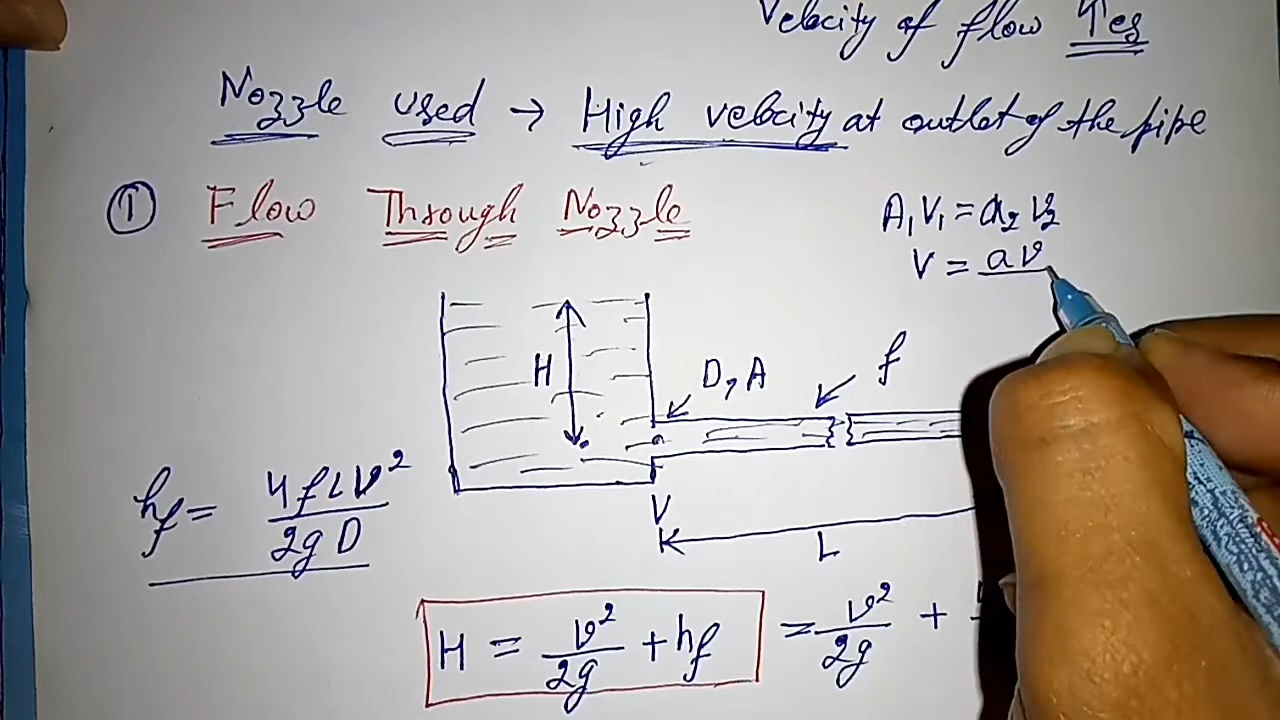 Velocity of flow ↑es
Nozzle used → High velocity at outlet of the pipe
① Flow Through Nozzle
A₁V₁ = a₂V₂
V = av
H
D, A
f
hf = 4fLV²
2gD
V
L
H = V²/2g + hf = V²/2g +